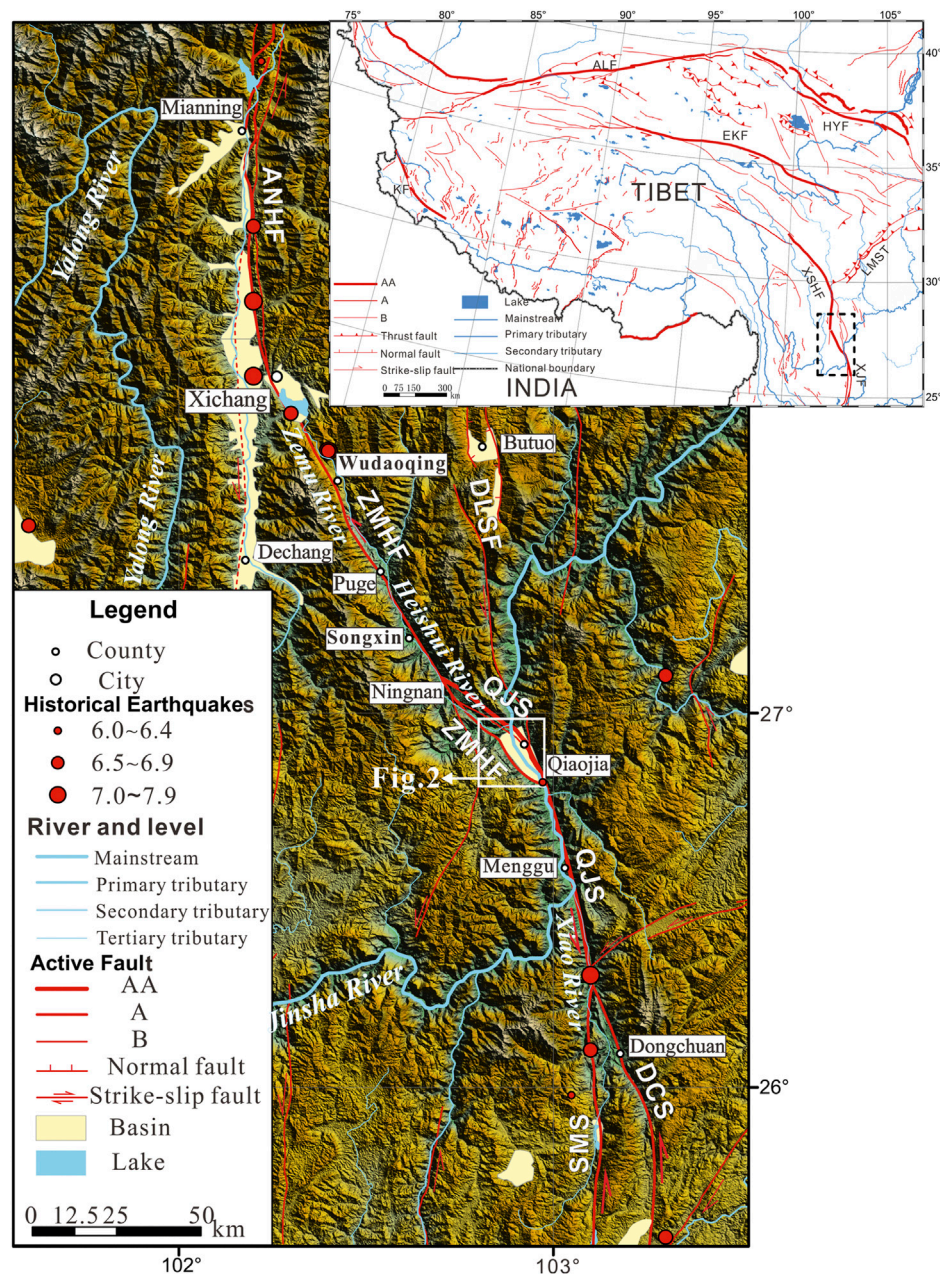 75°
80°
85°
90°
95°
100°
105°
40°
35°
30°
25°
ALF
HYF
EKF
KF
TIBET
XSHF
LMST
XJF
INDIA
AA
A
B
Thrust fault
Normal fault
Strike-slip fault
Lake
Mainstream
Primary tributary
Secondary tributary
National boundary
0 75 150 300 km
Mianning
Yalong River
ANHF
Xichang
Zemu River
Wudaoqing
Butuo
DLSF
ZMHF
Yalong River
Dechang
Puge
Heishui River
Songxin
Ningnan
QJS
ZMHF
Fig.2
Qiaojia
27°
Menggu
QJS
Xiao River
Jinsha River
Dongchuan
26°
DCS
SWS
Legend
County
City
Historical Earthquakes
6.0~6.4
6.5~6.9
7.0~7.9
River and level
Mainstream
Primary tributary
Secondary tributary
Tertiary tributary
Active Fault
AA
A
B
Normal fault
Strike-slip fault
Basin
Lake
0 12.5 25 50
km
102°
103°